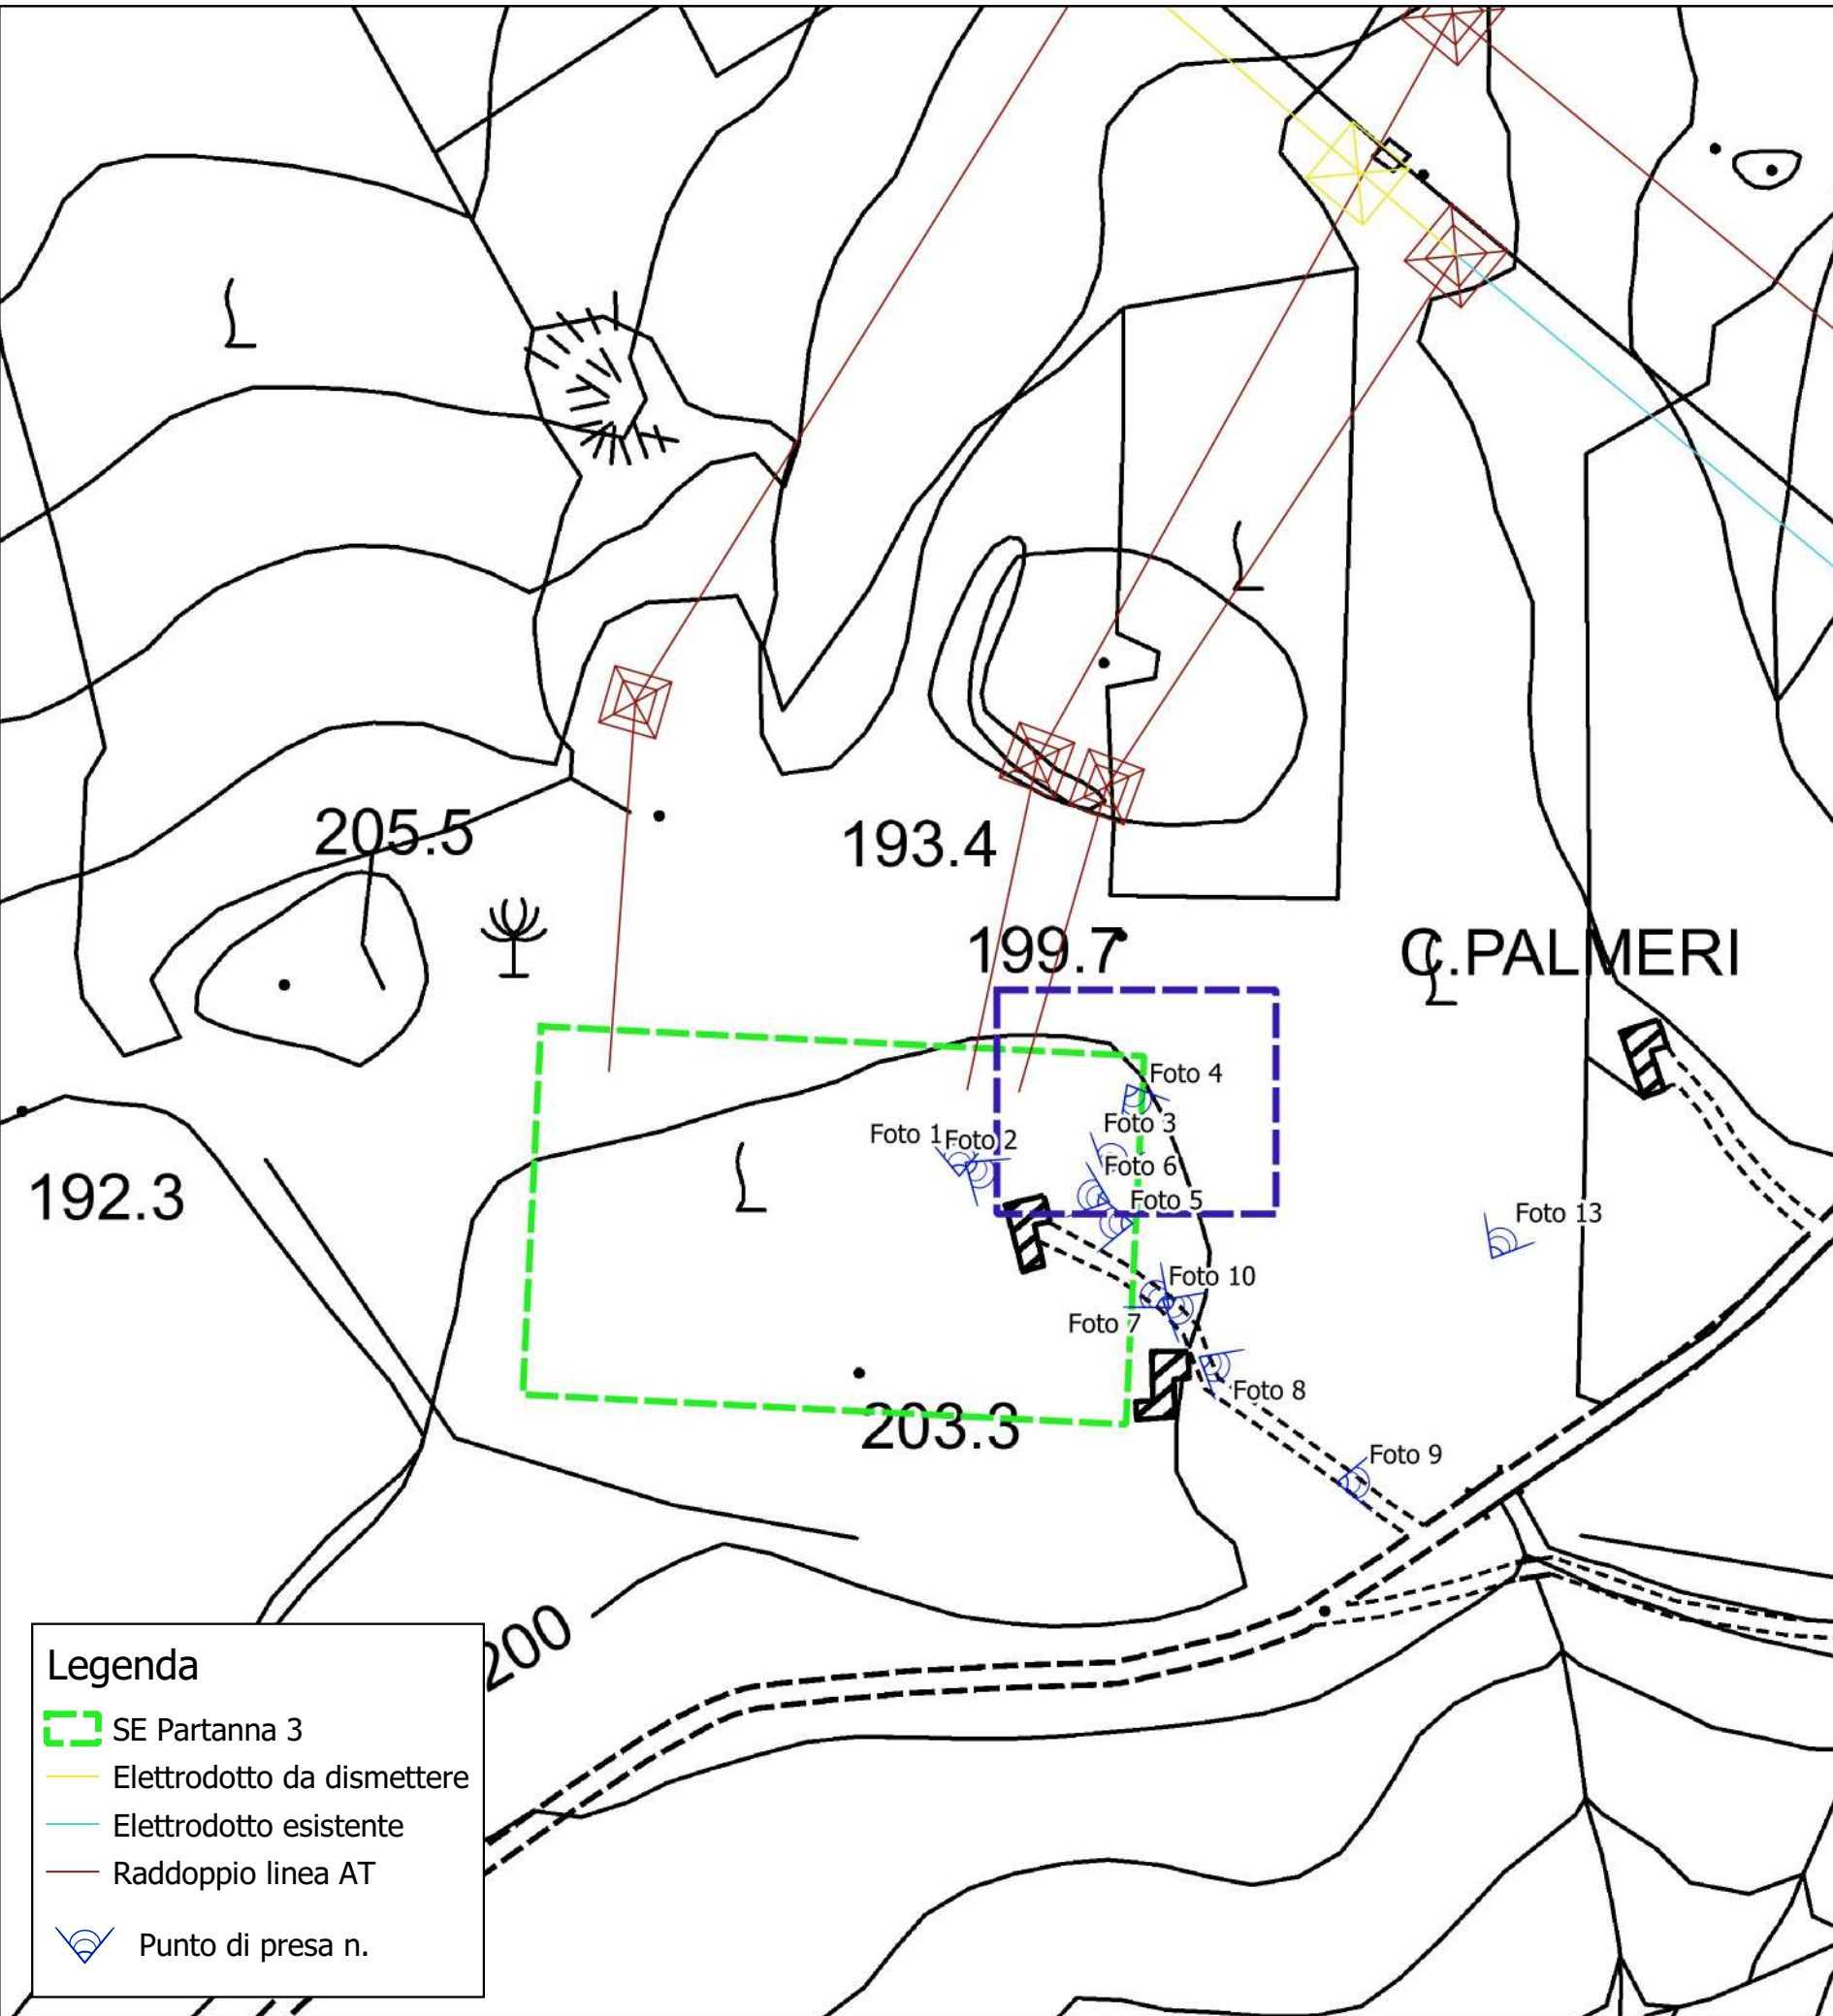 205.5
193.4
199.7
C.PALMERI
Foto 4
Foto 3
Foto 1
Foto 2
Foto 6
192.3
Foto 5
Foto 13
Foto 10
Foto 7
Foto 8
203.3
Foto 9
200
Legenda
SE Partanna 3
Elettrodotto da dismettere
Elettrodotto esistente
Raddoppio linea AT
Punto di presa n.